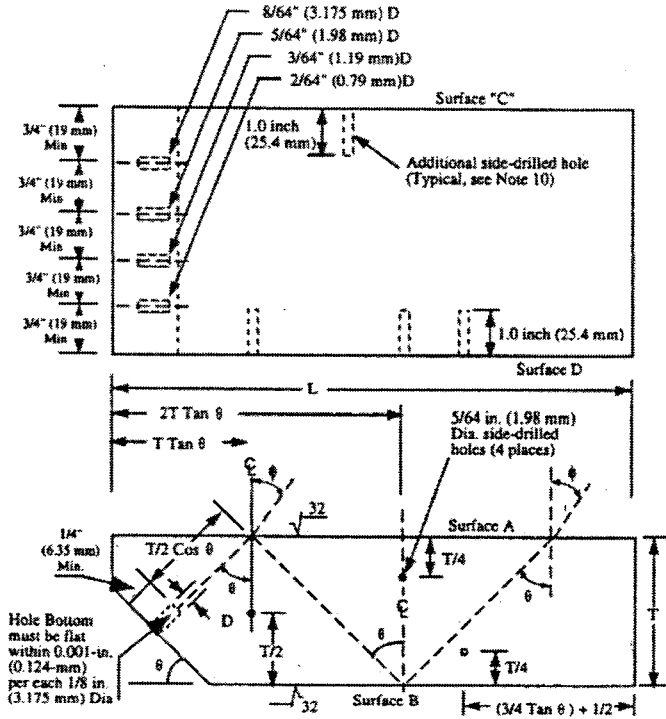 8/64" (3.175 mm) D
5/64" (1.98 mm) D
3/64" (1.19 mm)D
2/64" (0.79 mm)D
Surface "C"
3/4" (19 mm)
Min
1.0 inch
(25.4 mm)
Additional side-drilled hole
(Typical, see Note 10)
3/4" (19 mm)
Min
3/4" (19 mm)
Min
3/4" (19 mm)
Min
3/4" (19 mm)
Min
1.0 inch (25.4 mm)
Surface D
L
2T Tan θ
T Tan θ
5/64 in. (1.98 mm)
Dia. side-drilled
holes (4 places)
℄
ϕ
ϕ
32
Surface A
1/4"
(6.35 mm)
Min.
T/2 Cos θ
θ
T/4
℄
θ
T
D
T/2
θ
T/4
Hole Bottom
must be flat
within 0.001-in.
(0.124-mm)
per each 1/8 in.
(3.175 mm) Dia
θ
32
Surface B
(3/4 Tan θ) + 1/2